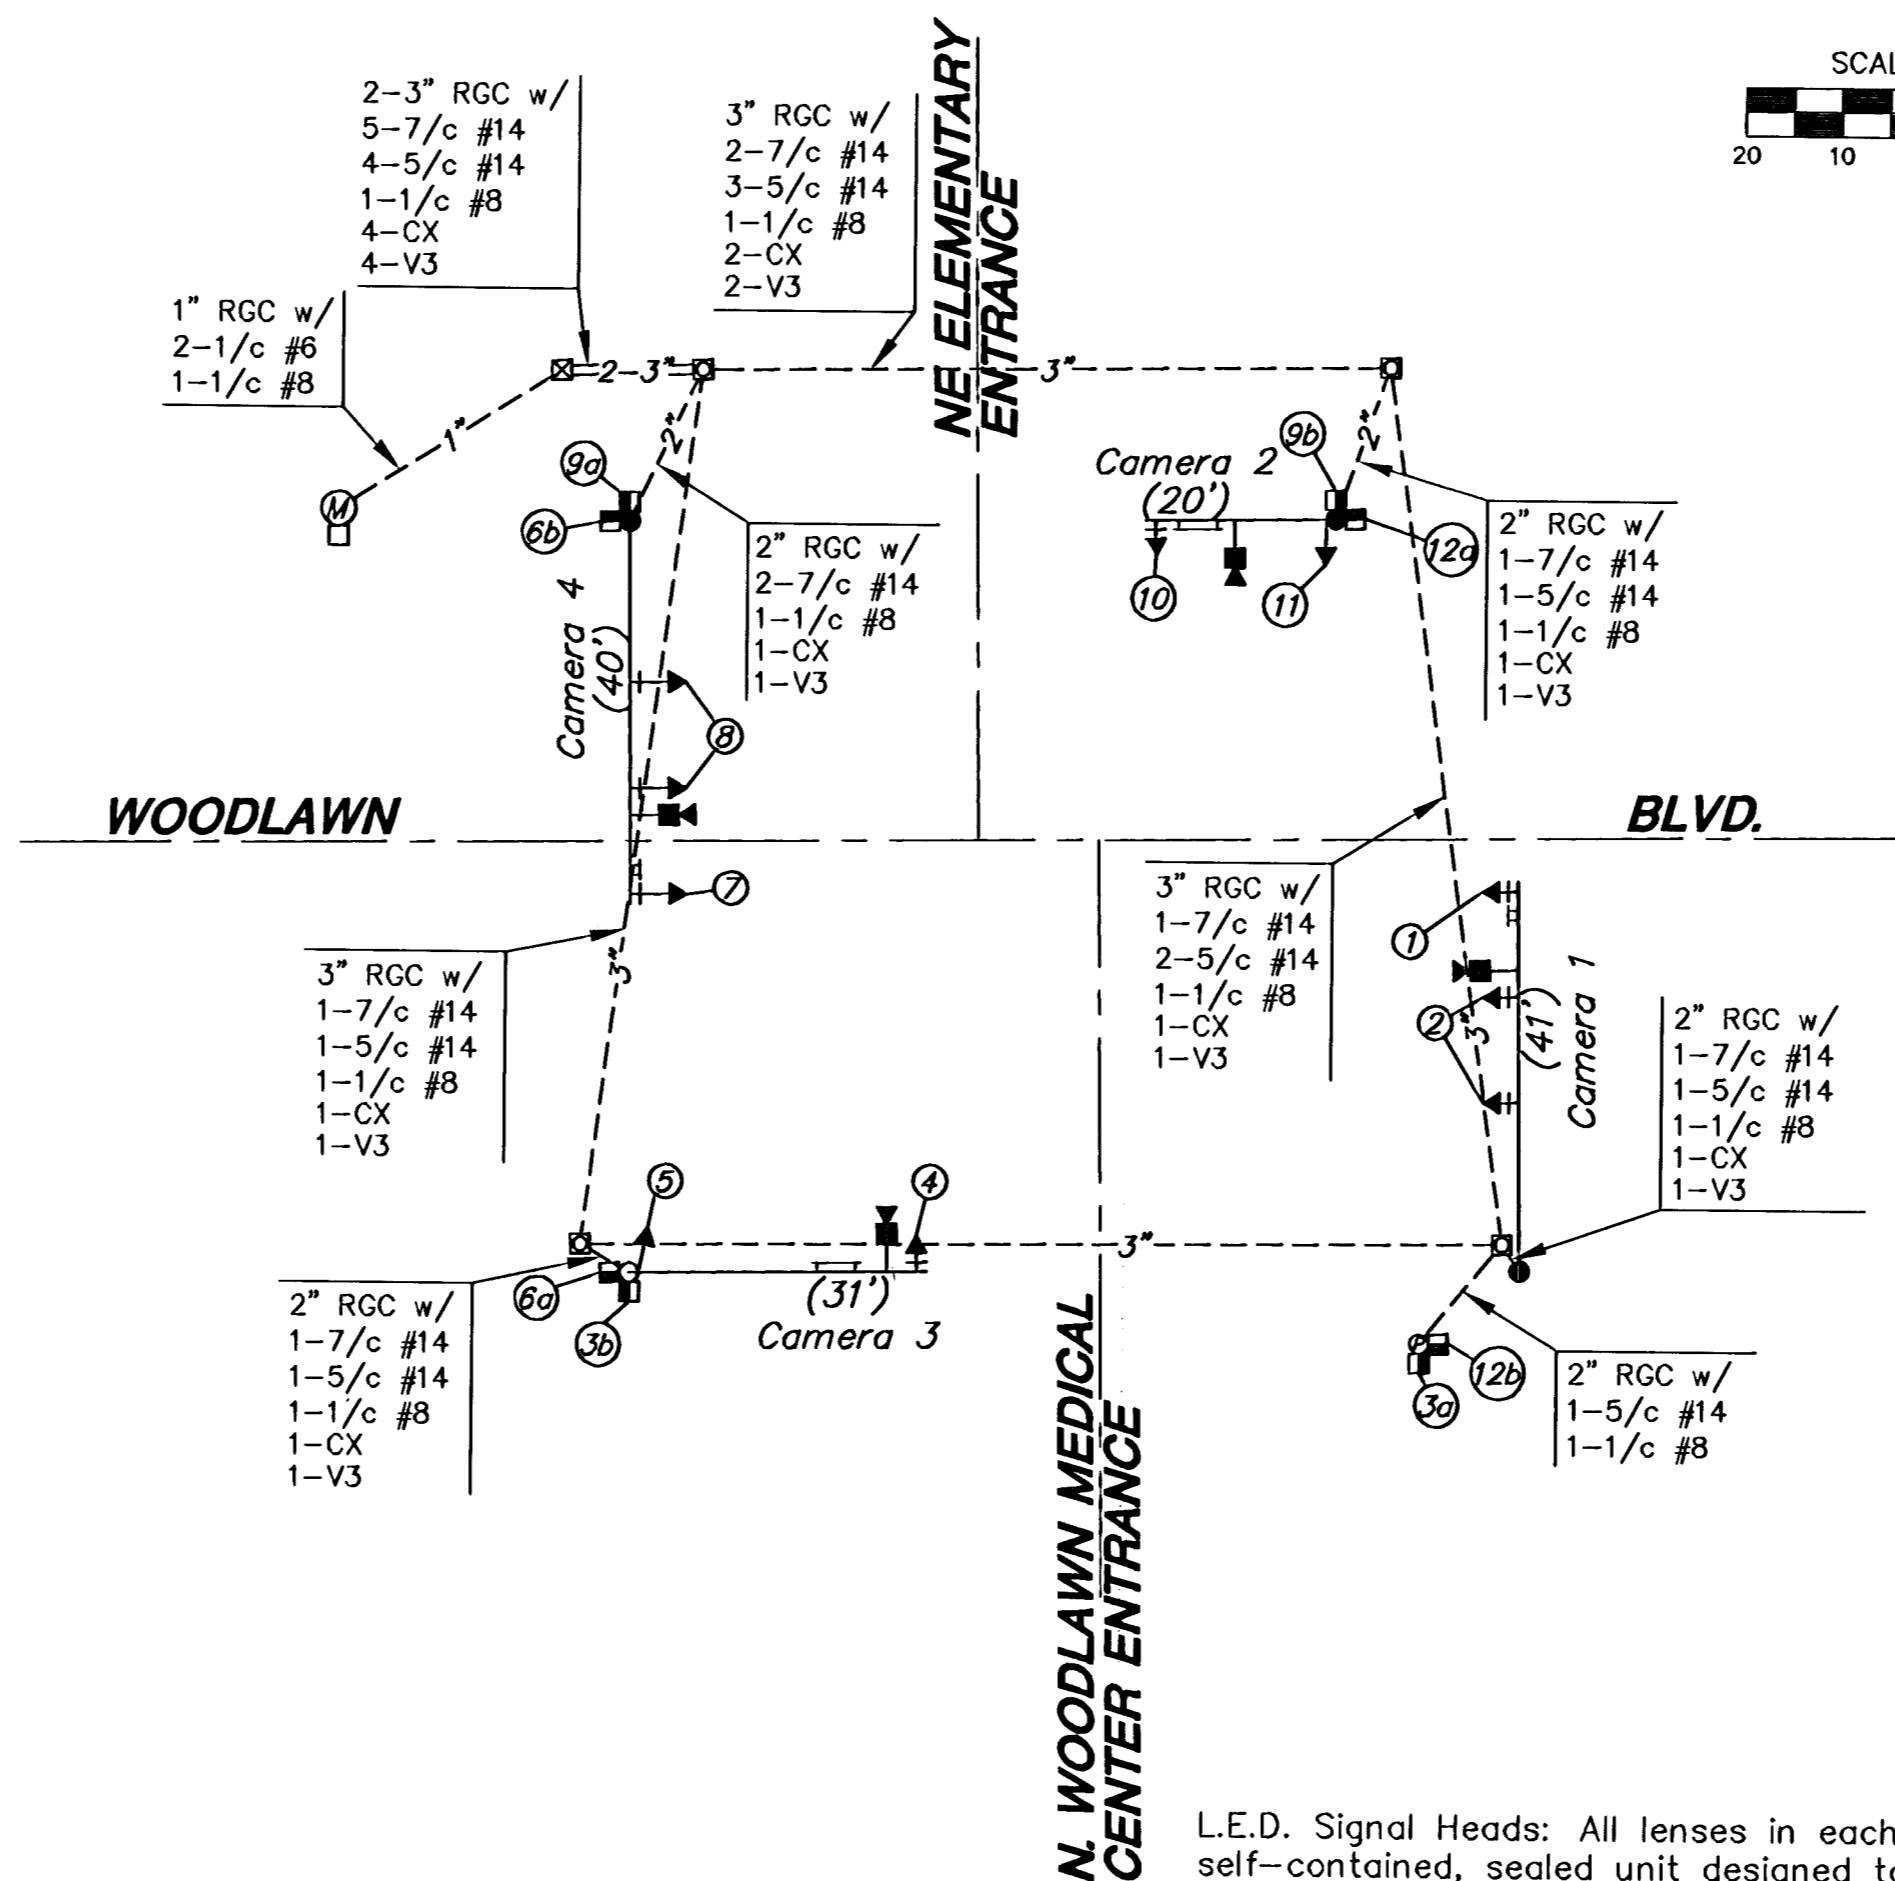 SCAL
20 10
2-3" RGC w/
5-7/c #14
4-5/c #14
1-1/c #8
4-CX
4-V3
3" RGC w/
2-7/c #14
3-5/c #14
1-1/c #8
2-CX
2-V3
NE ELEMENTARY
ENTRANCE
1" RGC w/
2-1/c #6
1-1/c #8
2-3"
3"
1"
2"
2"
M
9a
6b
9b
Camera 2
(20')
12a
10
11
2" RGC w/
2-7/c #14
1-1/c #8
1-CX
1-V3
2" RGC w/
1-7/c #14
1-5/c #14
1-1/c #8
1-CX
1-V3
Camera 4
(40')
8
WOODLAWN
BLVD.
7
3" RGC w/
1-7/c #14
1-5/c #14
1-1/c #8
1-CX
1-V3
3"
3" RGC w/
1-7/c #14
2-5/c #14
1-1/c #8
1-CX
1-V3
1
2
3"
(41')
Camera 1
2" RGC w/
1-7/c #14
1-5/c #14
1-1/c #8
1-CX
1-V3
5
4
3"
6a
3b
(31')
Camera 3
2" RGC w/
1-7/c #14
1-5/c #14
1-1/c #8
1-CX
1-V3
P
12b
3a
2" RGC w/
1-5/c #14
1-1/c #8
N. WOODLAWN MEDICAL
CENTER ENTRANCE
L.E.D. Signal Heads: All lenses in each
self-contained, sealed unit designed to